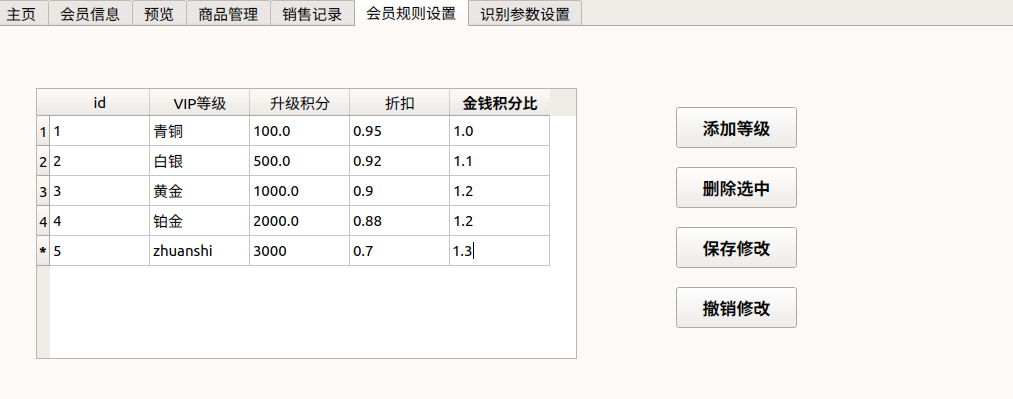 主页 会员信息 预览 商品管理 销售记录 会员规则设置 识别参数设置
id VIP等级 升级积分 折扣 金钱积分比
1 1 青铜 100.0 0.95 1.0
2 2 白银 500.0 0.92 1.1
3 3 黄金 1000.0 0.9 1.2
4 4 铂金 2000.0 0.88 1.2
* 5 zhuanshi 3000 0.7 1.3
添加等级
删除选中
保存修改
撤销修改